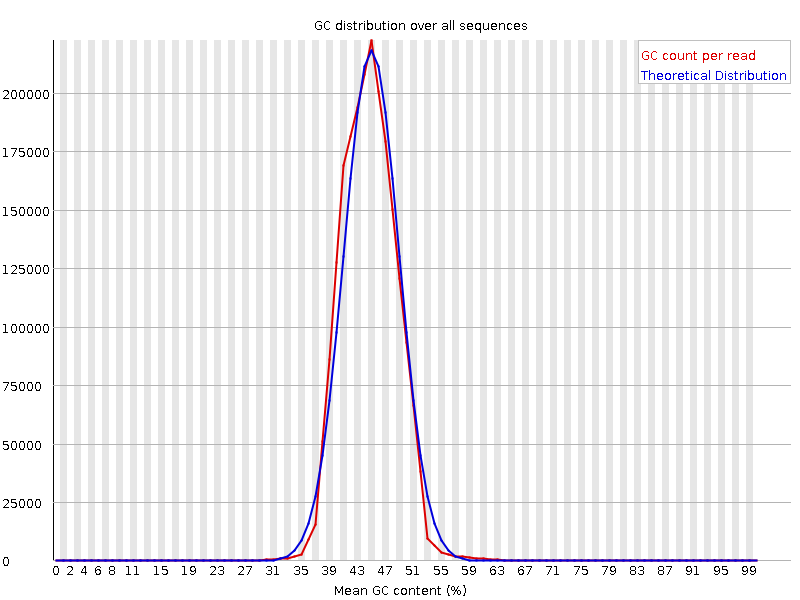 GC distribution over all sequences
GC count per read
Theoretical Distribution
200000
175000
150000
125000
100000
75000
50000
25000
0
0 2 4 6 8 11 15 19 23 27 31 35 39 43 47 51 55 59 63 67 71 75 79 83 87 91 95 99
Mean GC content (%)